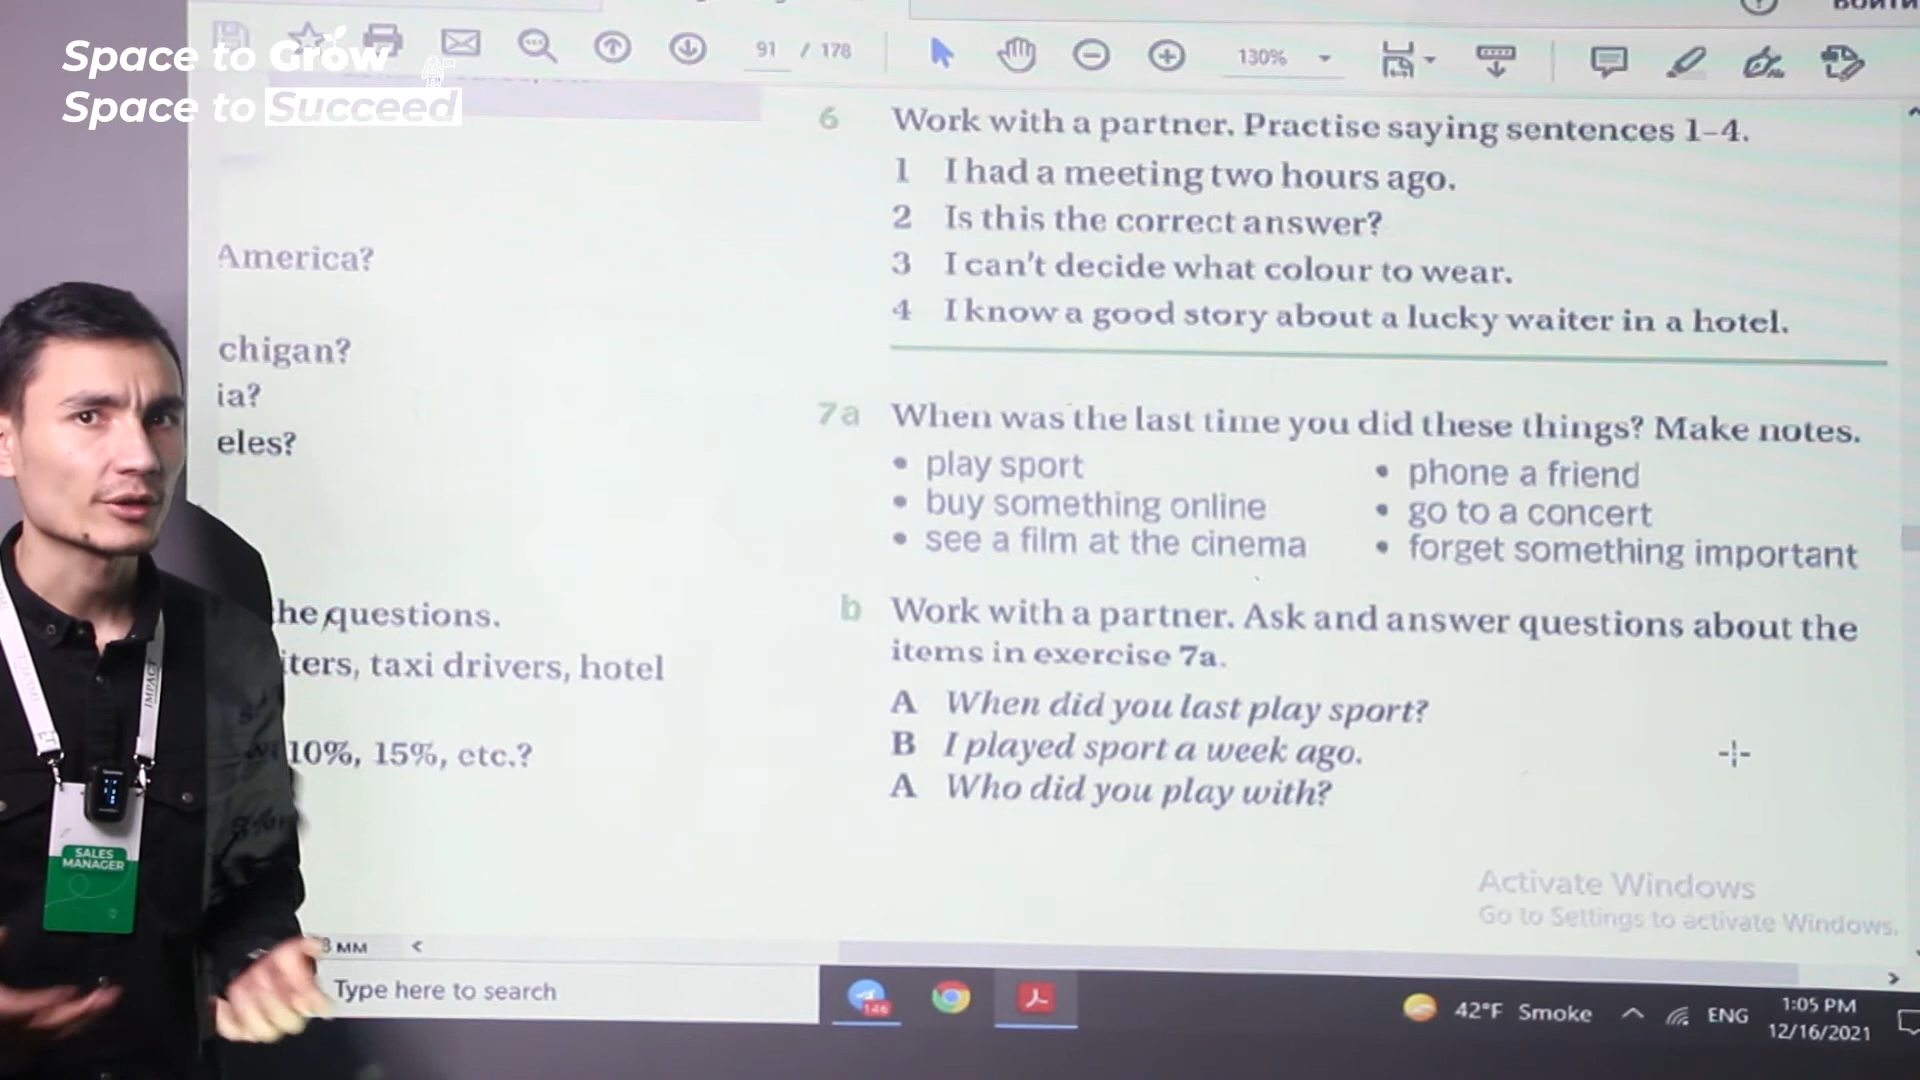 Space to Grow
Space to Succeed
91 / 178
130%
6 Work with a partner. Practise saying sentences 1–4.
1 I had a meeting two hours ago.
2 Is this the correct answer?
3 I can't decide what colour to wear.
4 I know a good story about a lucky waiter in a hotel.
America?
chigan?
ia?
eles?
he questions.
iters, taxi drivers, hotel
10%, 15%, etc.?
7a When was the last time you did these things? Make notes.
• play sport
• buy something online
• see a film at the cinema
• phone a friend
• go to a concert
• forget something important
b Work with a partner. Ask and answer questions about the
items in exercise 7a.
A When did you last play sport?
B I played sport a week ago.
A Who did you play with?
Activate Windows
Go to Settings to activate Windows.
IMPACT
SALES
MANAGER
мм
Type here to search
146
42°F Smoke
ENG
1:05 PM
12/16/2021